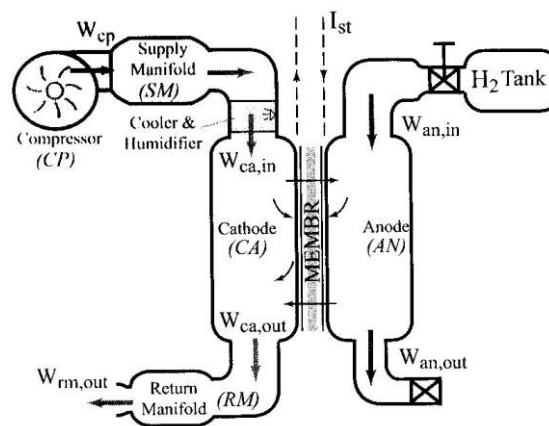 W_cp
Supply
Manifold
(SM)
Compressor
(CP)
Cooler &
Humidifier
W_ca,in
I_st
H2 Tank
W_an,in
Cathode
(CA)
MEMBR
Anode
(AN)
W_ca,out
W_an,out
W_rm,out
Return
Manifold
(RM)